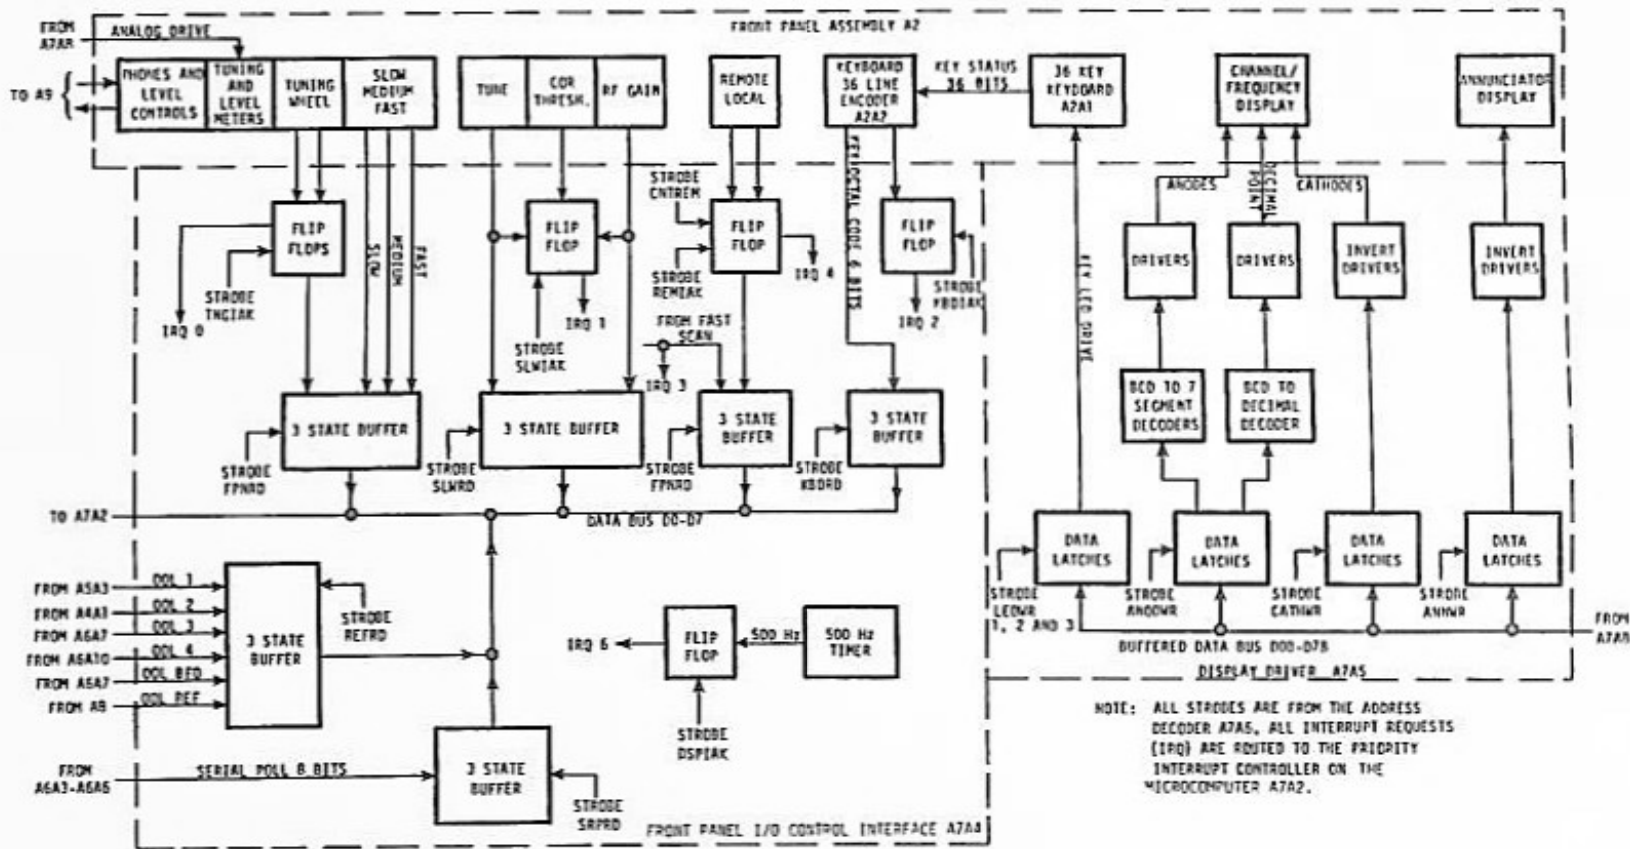 FRONT PANEL ASSEMBLY A2
FROM
A7A8
ANALOG DRIVE
TO A9
PHONES AND
LEVEL
CONTROLS
TUNING
AND
LEVEL
METERS
TUNING
WHEEL
SLOW
MEDIUM
FAST
TUNE
COR
THRESH.
RF GAIN
REMOTE
LOCAL
KEYBOARD
36 LINE
ENCODER
A2A2
KEY STATUS
36 BITS
36 KEY
KEYBOARD
A2A1
CHANNEL/
FREQUENCY
DISPLAY
ANNUNCIATOR
DISPLAY
FLIP
FLOPS
STROBE
TNGIAK
IRQ 0
SLOW
MEDIUM
FAST
FLIP
FLOP
STROBE
SLWIAK
IRQ 1
STROBE
CNTREM
STROBE
REMIAK
FLIP
FLOP
IRQ 4
KEY OCTAL CODE 6 BITS
FLIP
FLOP
STROBE
KBDIAK
IRQ 2
FROM FAST
SCAN
IRQ 3
KEY LED DRIVE
ANODES
DECIMAL
POINT
CATHODES
DRIVERS
DRIVERS
INVERT
DRIVERS
INVERT
DRIVERS
BCD TO 7
SEGMENT
DECODERS
BCD TO
DECIMAL
DECODER
3 STATE BUFFER
STROBE
FPNRD
3 STATE BUFFER
STROBE
SLWRD
3 STATE
BUFFER
STROBE
FPNRD
3 STATE
BUFFER
STROBE
KBDRD
TO A7A2
DATA BUS D0-D7
DATA
LATCHES
DATA
LATCHES
DATA
LATCHES
DATA
LATCHES
STROBE
LEDWR
1, 2 AND 3
STROBE
ANODWR
STROBE
CATHWR
STROBE
ANNWR
FROM
BUFFERED DATA BUS D0B-D7B
DISPLAY DRIVER A7A5
FROM A5A3 OOL 1
FROM A4A3 OOL 2
FROM A6A7 OOL 3
FROM A6A10 OOL 4
FROM A6A7 OOL BFO
FROM A8 OOL REF
3 STATE
BUFFER
STROBE
REFRD
IRQ 6
FLIP
FLOP
500 Hz
500 Hz
TIMER
STROBE
DSPIAK
FROM
A6A3-A6A6
SERIAL POLL 8 BITS
3 STATE
BUFFER
STROBE
SRPRD
FRONT PANEL I/O CONTROL INTERFACE A7A4
NOTE: ALL STROBES ARE FROM THE ADDRESS
DECODER A7A6, ALL INTERRUPT REQUESTS
(IRQ) ARE ROUTED TO THE PRIORITY
INTERRUPT CONTROLLER ON THE
MICROCOMPUTER A7A2.